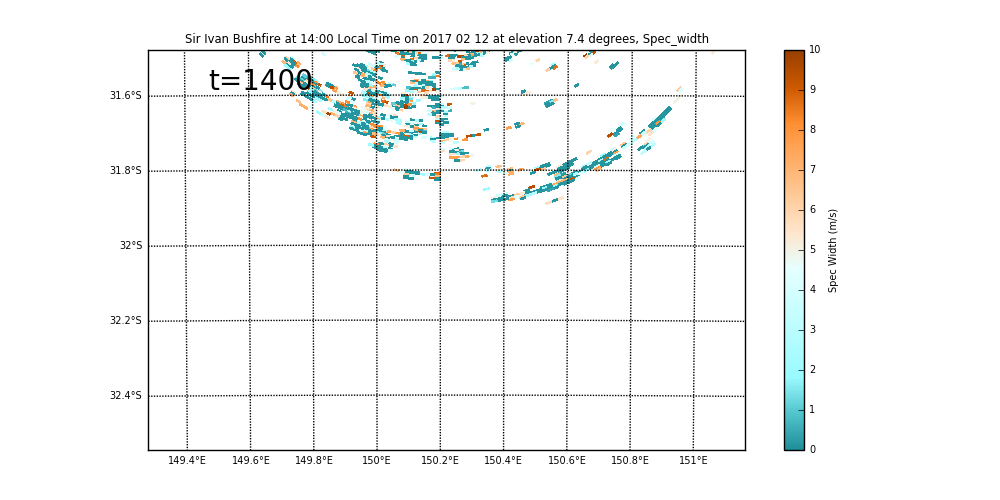 Sir Ivan Bushfire at 14:00 Local Time on 2017 02 12 at elevation 7.4 degrees, Spec_width
t=1400
31.6°S
31.8°S
32°S
32.2°S
32.4°S
149.4°E 149.6°E 149.8°E 150°E 150.2°E 150.4°E 150.6°E 150.8°E 151°E
10
9
8
7
6
5
4
3
2
1
0
Spec Width (m/s)